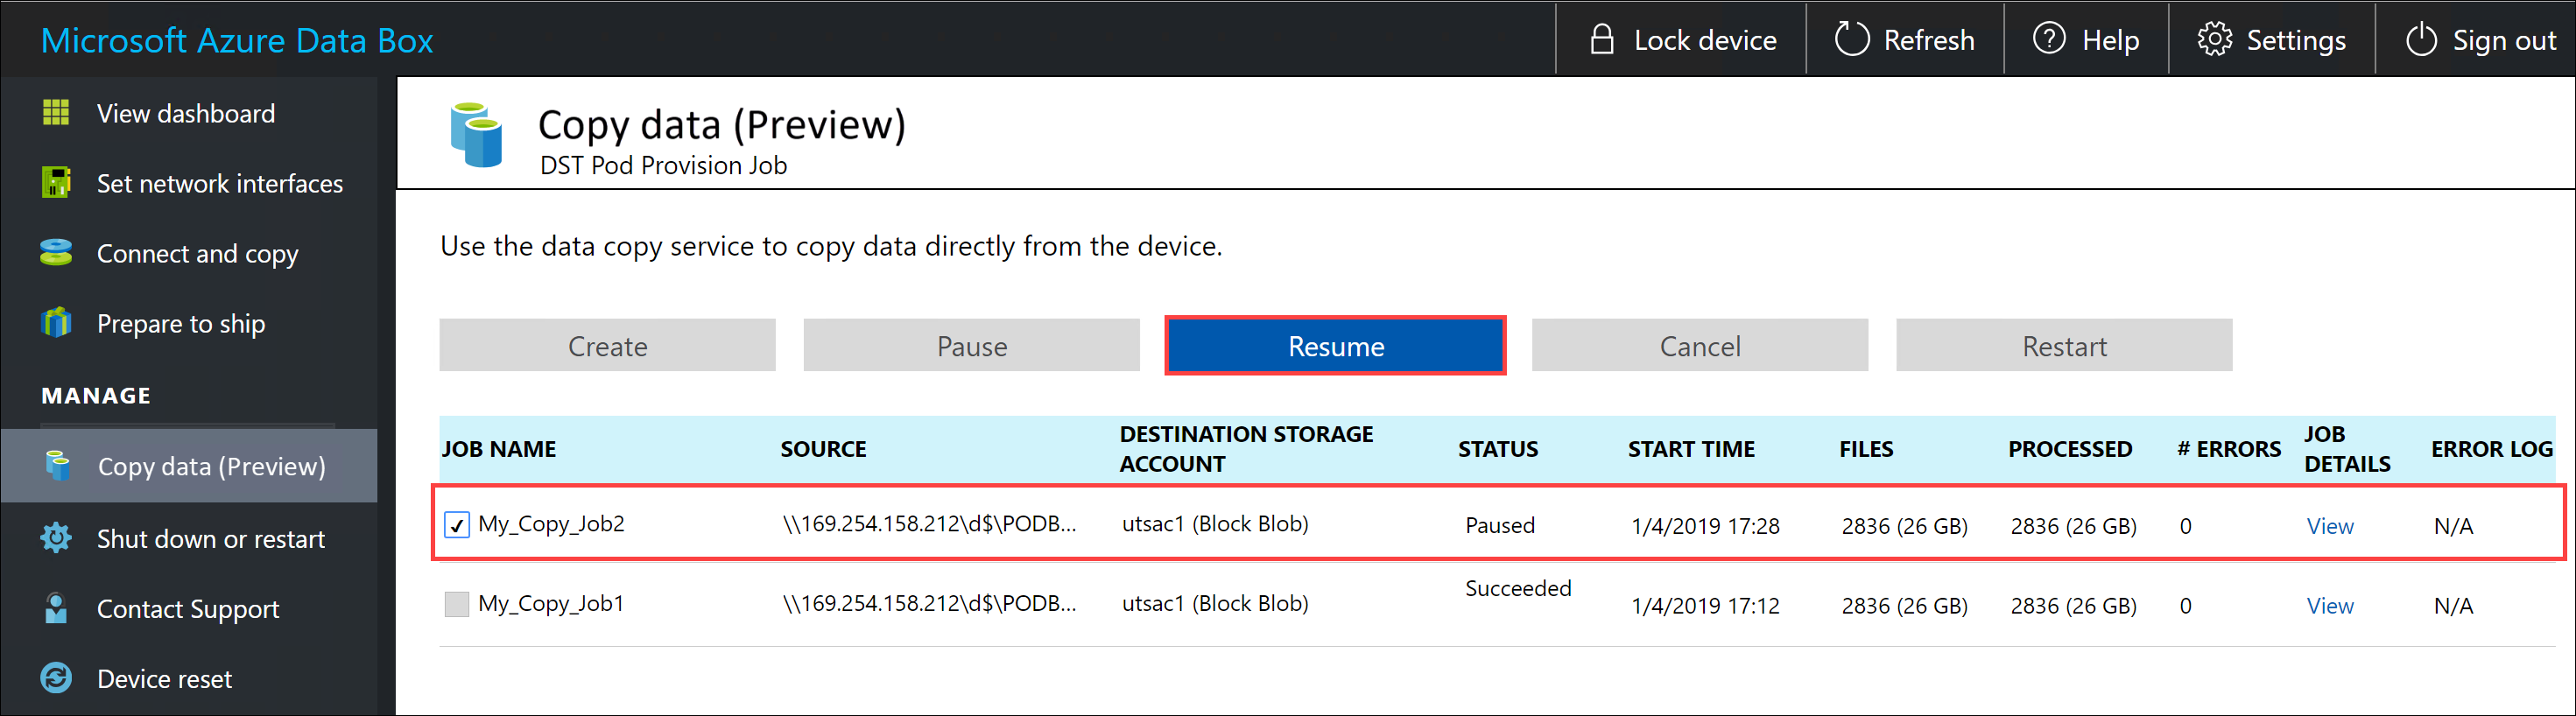 Microsoft Azure Data Box
Lock device
Refresh
Help
Settings
Sign out
View dashboard
Set network interfaces
Connect and copy
Prepare to ship
MANAGE
Copy data (Preview)
Shut down or restart
Contact Support
Device reset
Copy data (Preview)
DST Pod Provision Job
Use the data copy service to copy data directly from the device.
Create
Pause
Resume
Cancel
Restart
JOB NAME
SOURCE
DESTINATION STORAGE
ACCOUNT
STATUS
START TIME
FILES
PROCESSED
# ERRORS
JOB
DETAILS
ERROR LOG
My_Copy_Job2
\\169.254.158.212\d$\PODB...
utsac1 (Block Blob)
Paused
1/4/2019 17:28
2836 (26 GB)
2836 (26 GB)
0
View
N/A
My_Copy_Job1
\\169.254.158.212\d$\PODB...
utsac1 (Block Blob)
Succeeded
1/4/2019 17:12
2836 (26 GB)
2836 (26 GB)
0
View
N/A